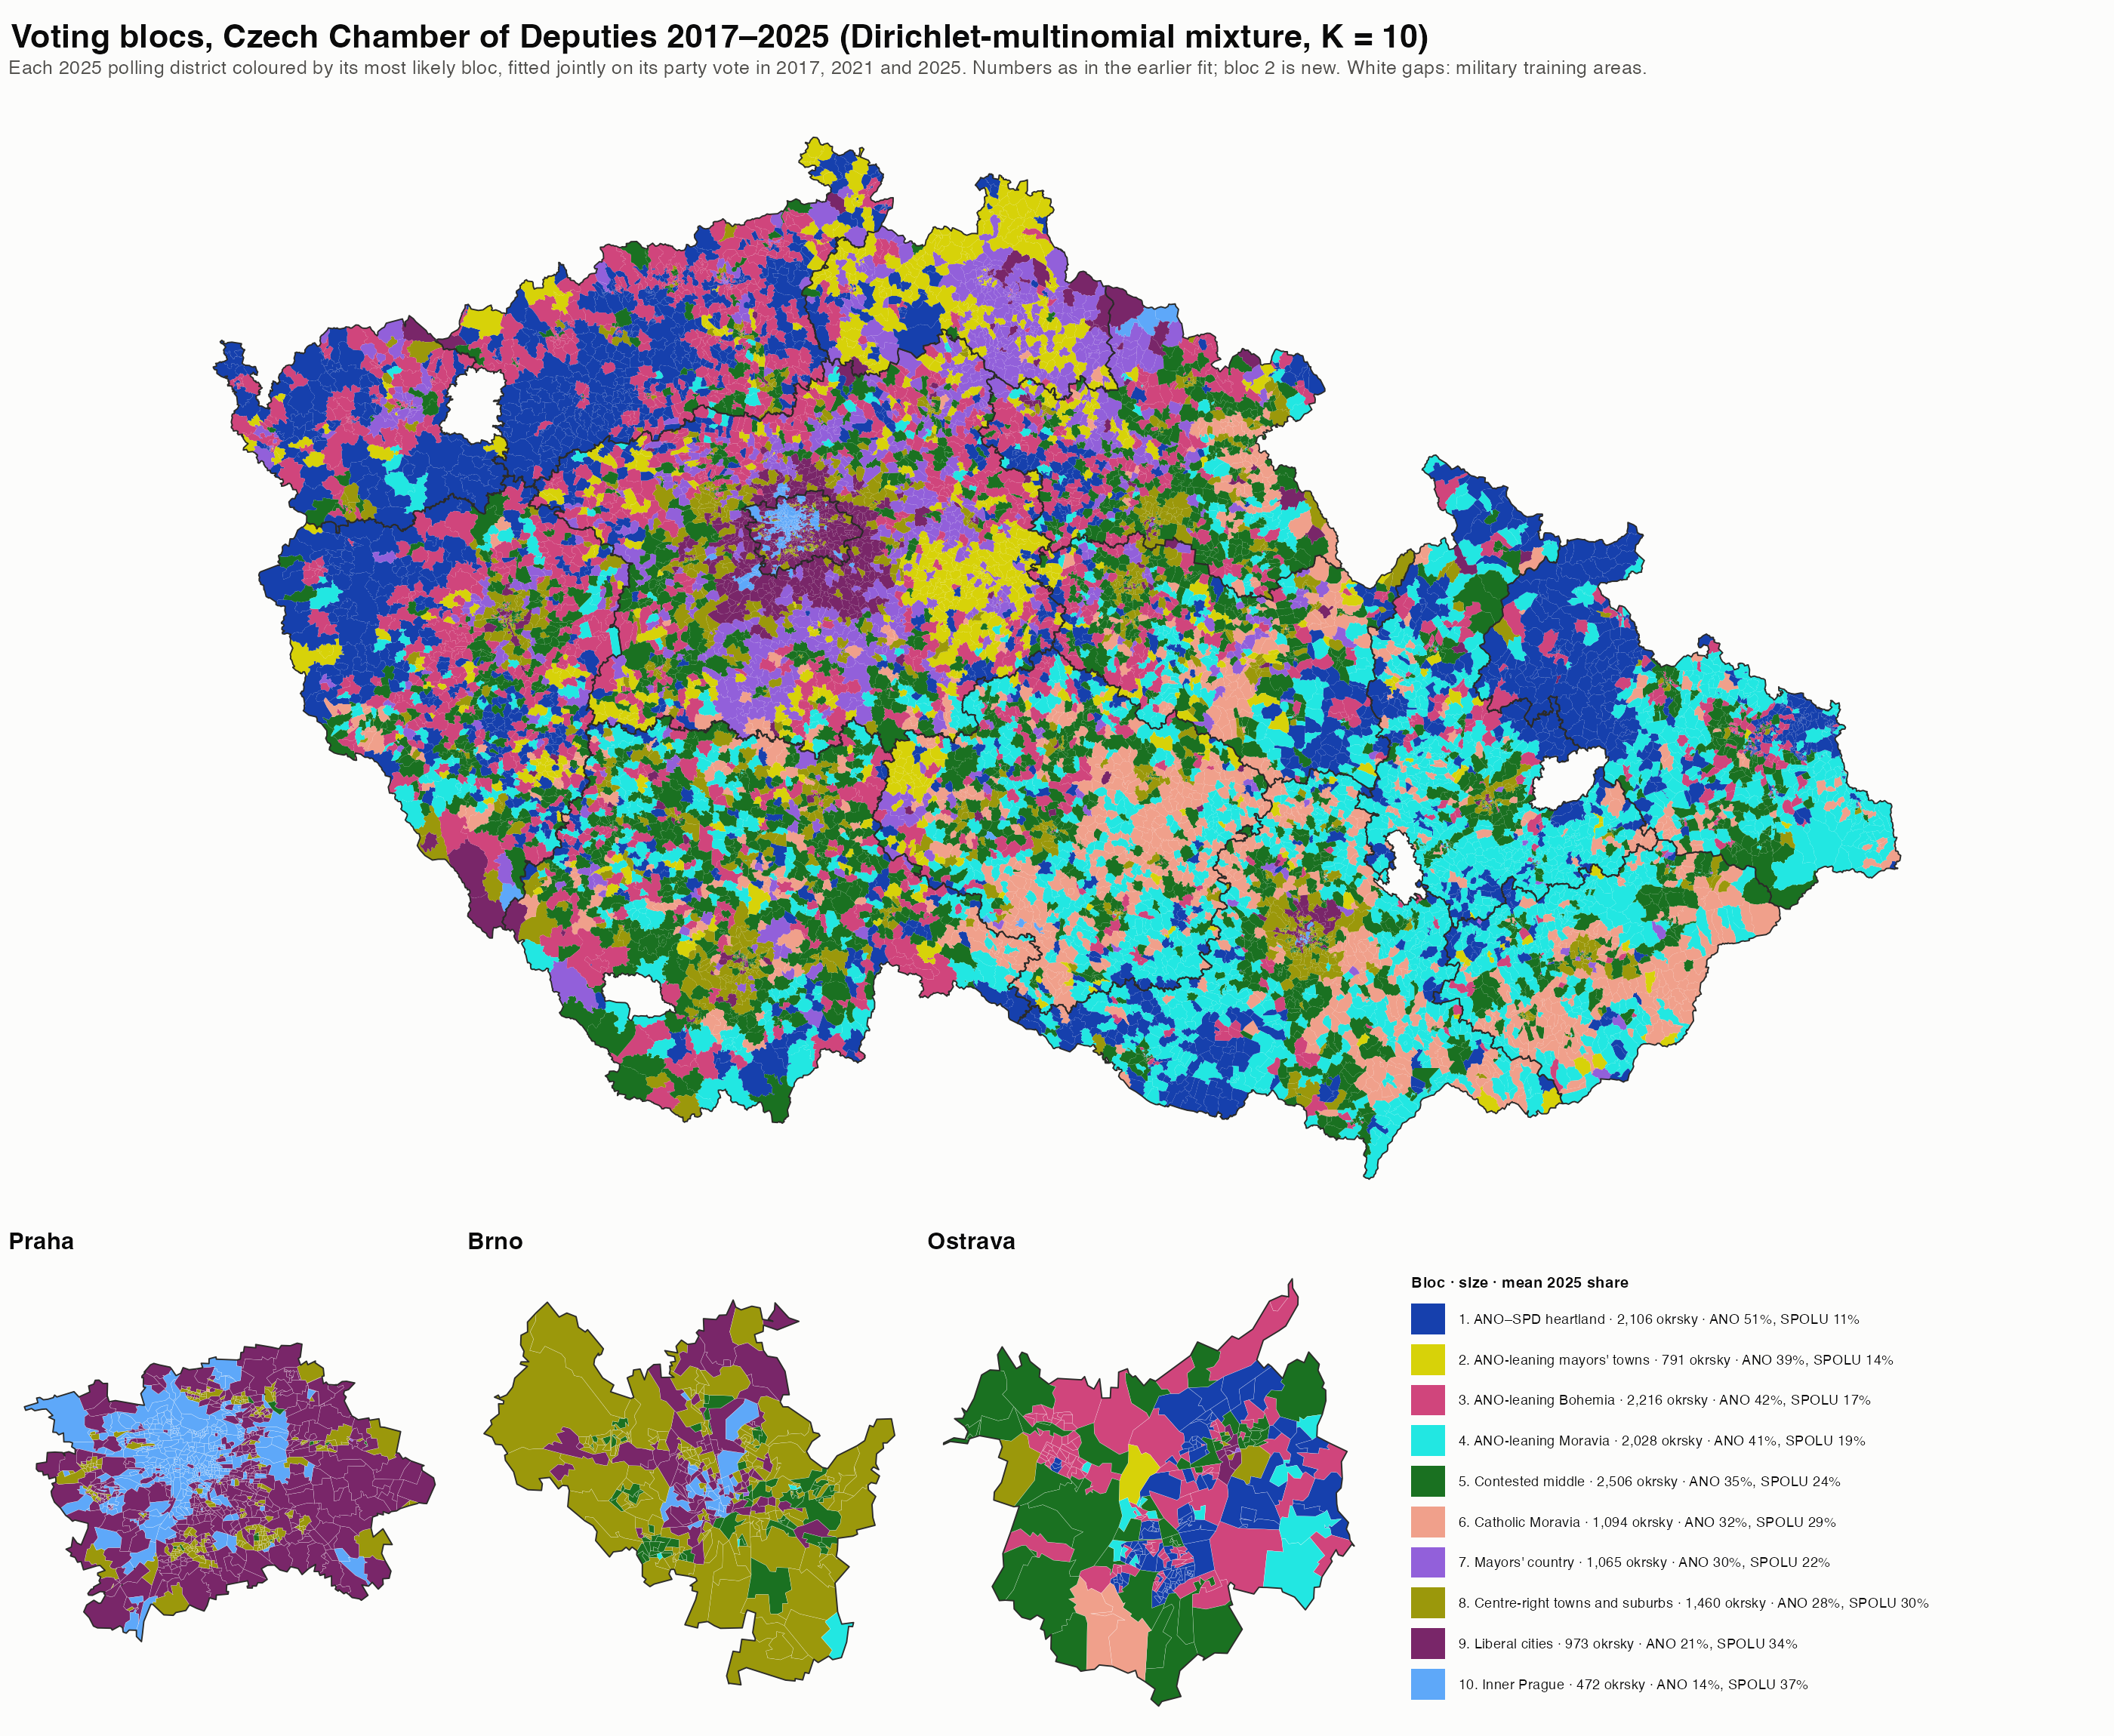 Voting blocs, Czech Chamber of Deputies 2017–2025 (Dirichlet-multinomial mixture, K = 10)
Each 2025 polling district coloured by its most likely bloc, fitted jointly on its party vote in 2017, 2021 and 2025. Numbers as in the earlier fit; bloc 2 is new. White gaps: military training areas.
Praha
Brno
Ostrava
Bloc · size · mean 2025 share
1. ANO–SPD heartland · 2,106 okrsky · ANO 51%, SPOLU 11%
2. ANO-leaning mayors' towns · 791 okrsky · ANO 39%, SPOLU 14%
3. ANO-leaning Bohemia · 2,216 okrsky · ANO 42%, SPOLU 17%
4. ANO-leaning Moravia · 2,028 okrsky · ANO 41%, SPOLU 19%
5. Contested middle · 2,506 okrsky · ANO 35%, SPOLU 24%
6. Catholic Moravia · 1,094 okrsky · ANO 32%, SPOLU 29%
7. Mayors' country · 1,065 okrsky · ANO 30%, SPOLU 22%
8. Centre-right towns and suburbs · 1,460 okrsky · ANO 28%, SPOLU 30%
9. Liberal cities · 973 okrsky · ANO 21%, SPOLU 34%
10. Inner Prague · 472 okrsky · ANO 14%, SPOLU 37%